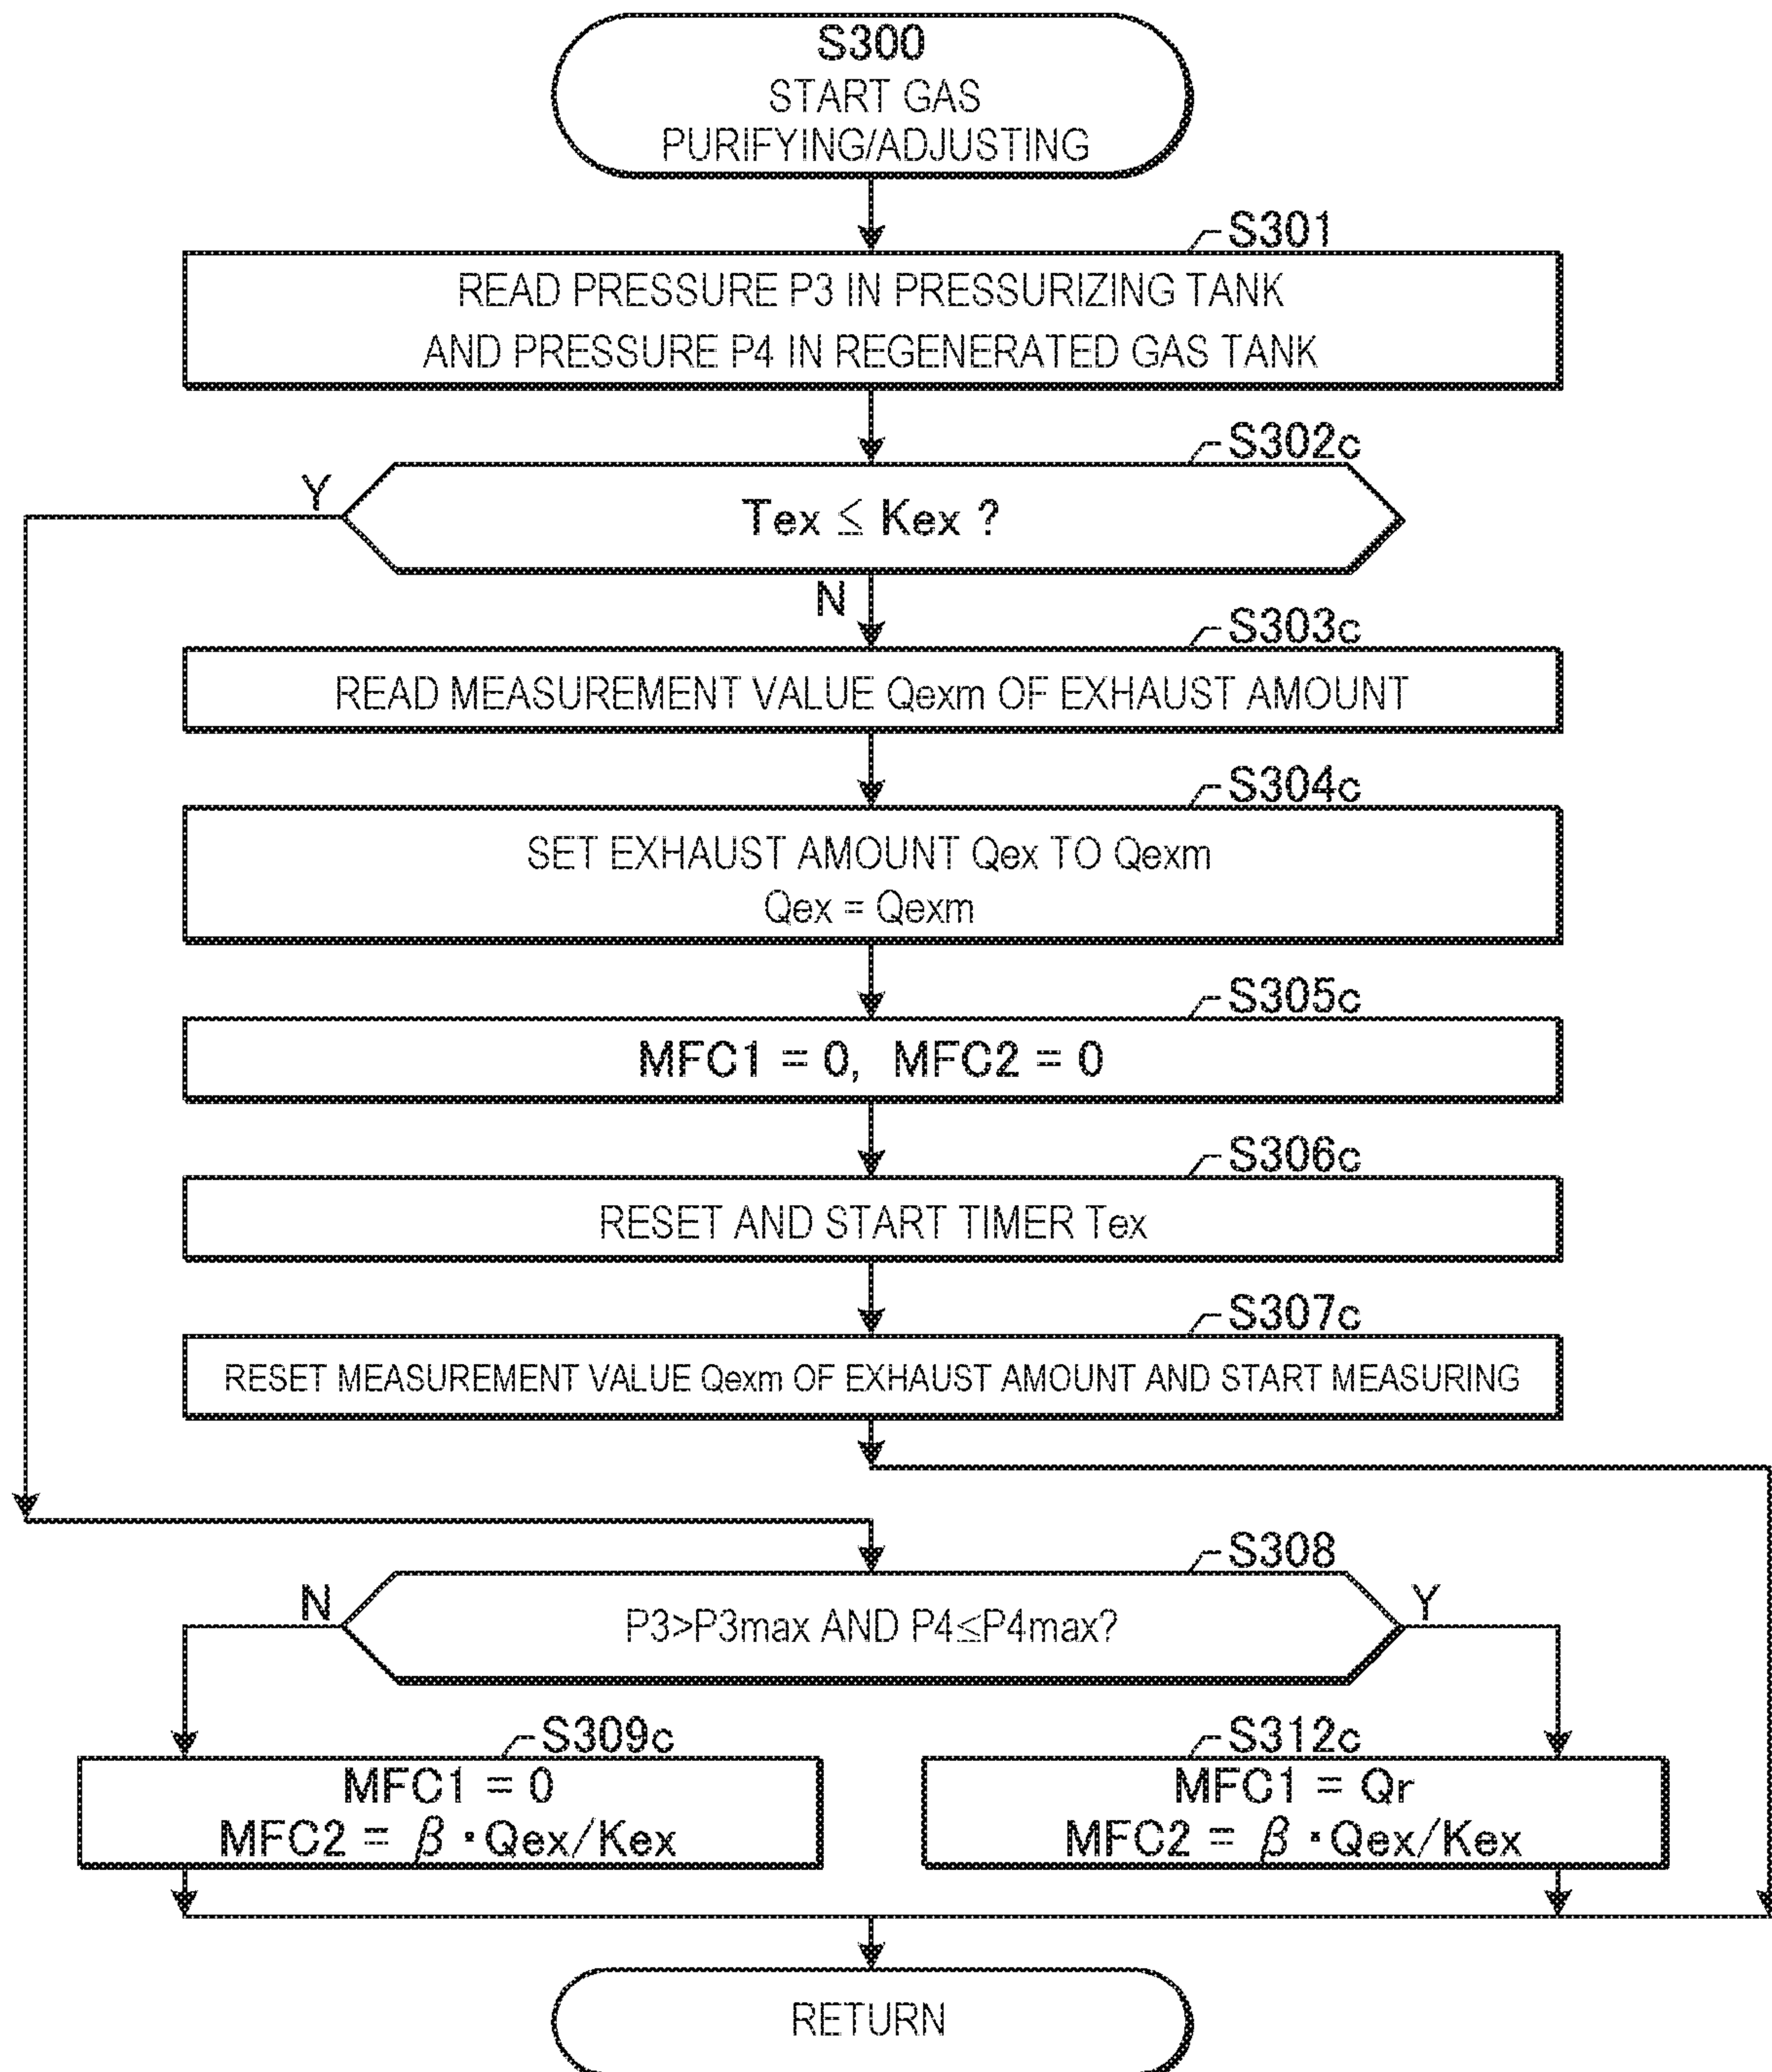 S300
START GAS
PURIFYING/ADJUSTING
S301
READ PRESSURE P3 IN PRESSURIZING TANK
AND PRESSURE P4 IN REGENERATED GAS TANK
S302c
Y
Tex ≦ Kex ?
N
S303c
READ MEASUREMENT VALUE Qexm OF EXHAUST AMOUNT
S304c
SET EXHAUST AMOUNT Qex TO Qexm
Qex = Qexm
S305c
MFC1 = 0, MFC2 = 0
S306c
RESET AND START TIMER Tex
S307c
RESET MEASUREMENT VALUE Qexm OF EXHAUST AMOUNT AND START MEASURING
S308
N
P3>P3max AND P4≤P4max?
Y
S309c
MFC1 = 0
MFC2 = β・Qex/Kex
S312c
MFC1 = Qr
MFC2 = β・Qex/Kex
RETURN